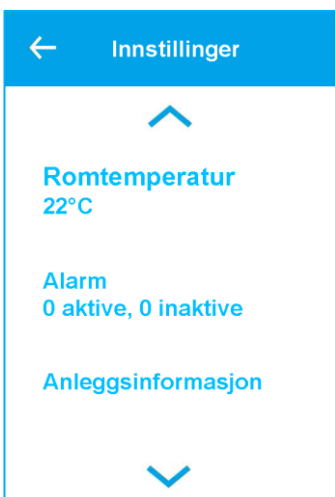 Innstillinger
Romtemperatur
22°C
Alarm
0 aktive, 0 inaktive
Anleggsinformasjon